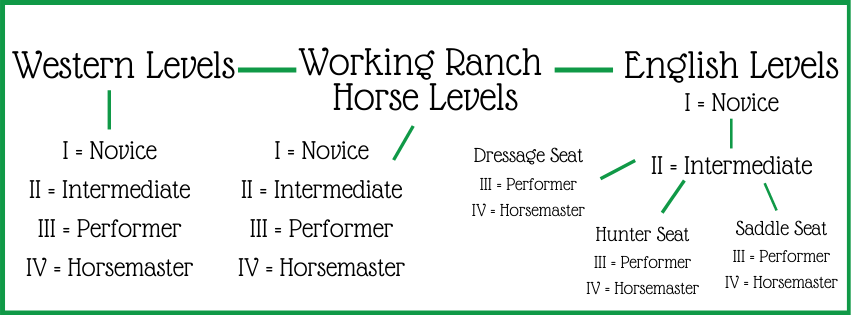 Western Levels
I = Novice
II = Intermediate
III = Performer
IV = Horsemaster
Working Ranch
Horse Levels
I = Novice
II = Intermediate
III = Performer
IV = Horsemaster
English Levels
I = Novice
II = Intermediate
Dressage Seat
III = Performer
IV = Horsemaster
Hunter Seat
III = Performer
IV = Horsemaster
Saddle Seat
III = Performer
IV = Horsemaster